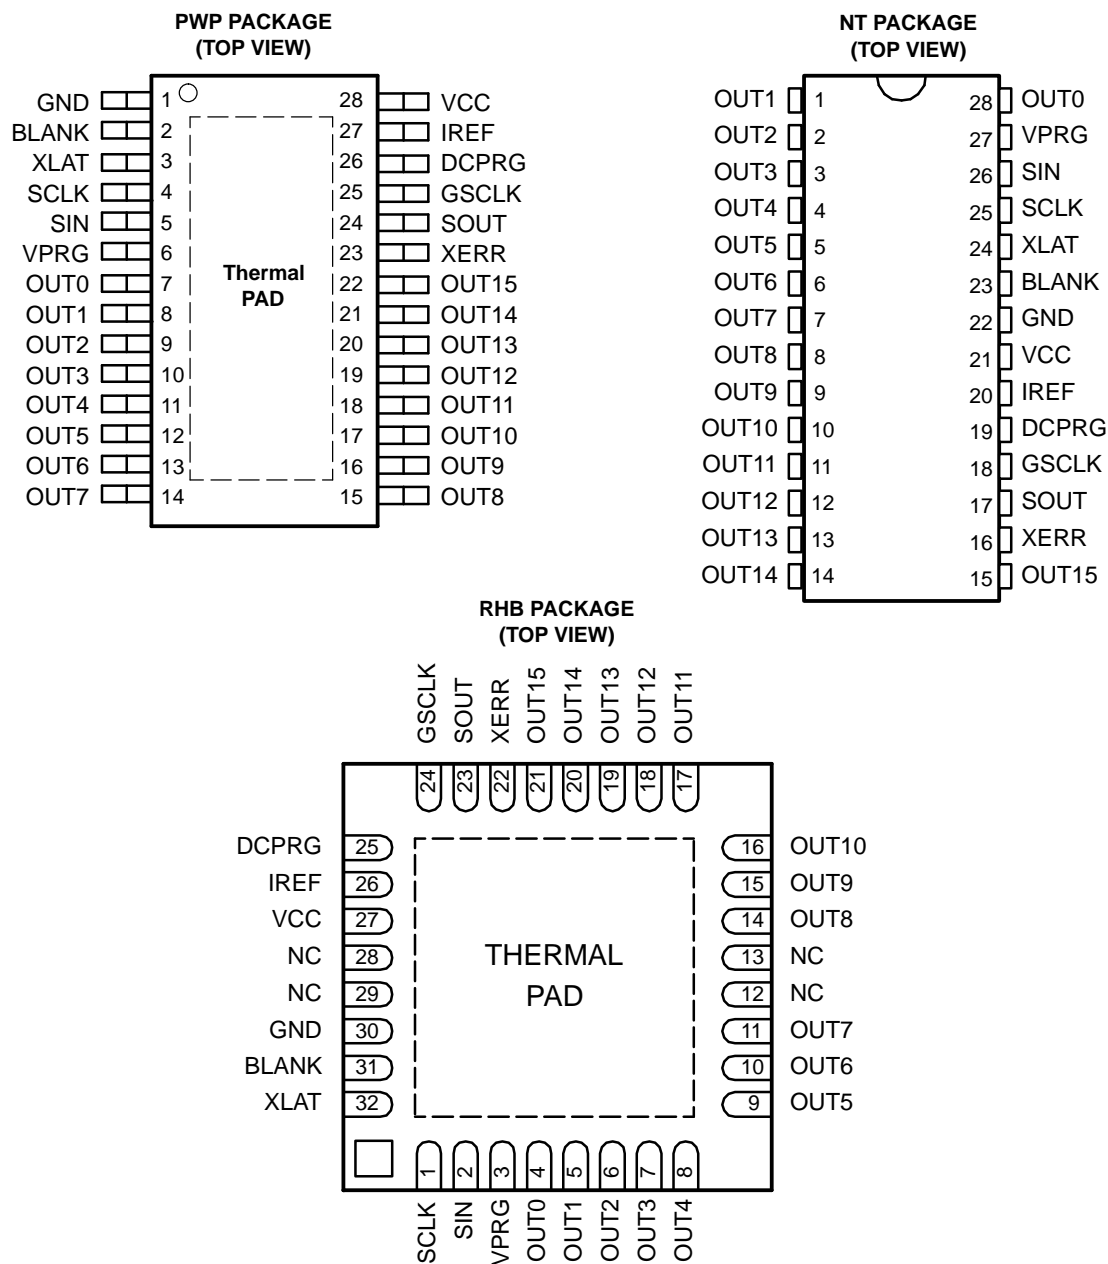 PWP PACKAGE
(TOP VIEW)
GND 1 28 VCC
BLANK 2 27 IREF
XLAT 3 26 DCPRG
SCLK 4 25 GSCLK
SIN 5 24 SOUT
VPRG 6 23 XERR
OUT0 7 22 OUT15
OUT1 8 21 OUT14
OUT2 9 20 OUT13
OUT3 10 19 OUT12
OUT4 11 18 OUT11
OUT5 12 17 OUT10
OUT6 13 16 OUT9
OUT7 14 15 OUT8
Thermal
PAD
NT PACKAGE
(TOP VIEW)
OUT1 1 28 OUT0
OUT2 2 27 VPRG
OUT3 3 26 SIN
OUT4 4 25 SCLK
OUT5 5 24 XLAT
OUT6 6 23 BLANK
OUT7 7 22 GND
OUT8 8 21 VCC
OUT9 9 20 IREF
OUT10 10 19 DCPRG
OUT11 11 18 GSCLK
OUT12 12 17 SOUT
OUT13 13 16 XERR
OUT14 14 15 OUT15
RHB PACKAGE
(TOP VIEW)
GSCLK SOUT XERR OUT15 OUT14 OUT13 OUT12 OUT11
24 23 22 21 20 19 18 17
DCPRG 25 16 OUT10
IREF 26 15 OUT9
VCC 27 14 OUT8
NC 28 13 NC
NC 29 12 NC
GND 30 11 OUT7
BLANK 31 10 OUT6
XLAT 32 9 OUT5
THERMAL
PAD
1 2 3 4 5 6 7 8
SCLK SIN VPRG OUT0 OUT1 OUT2 OUT3 OUT4